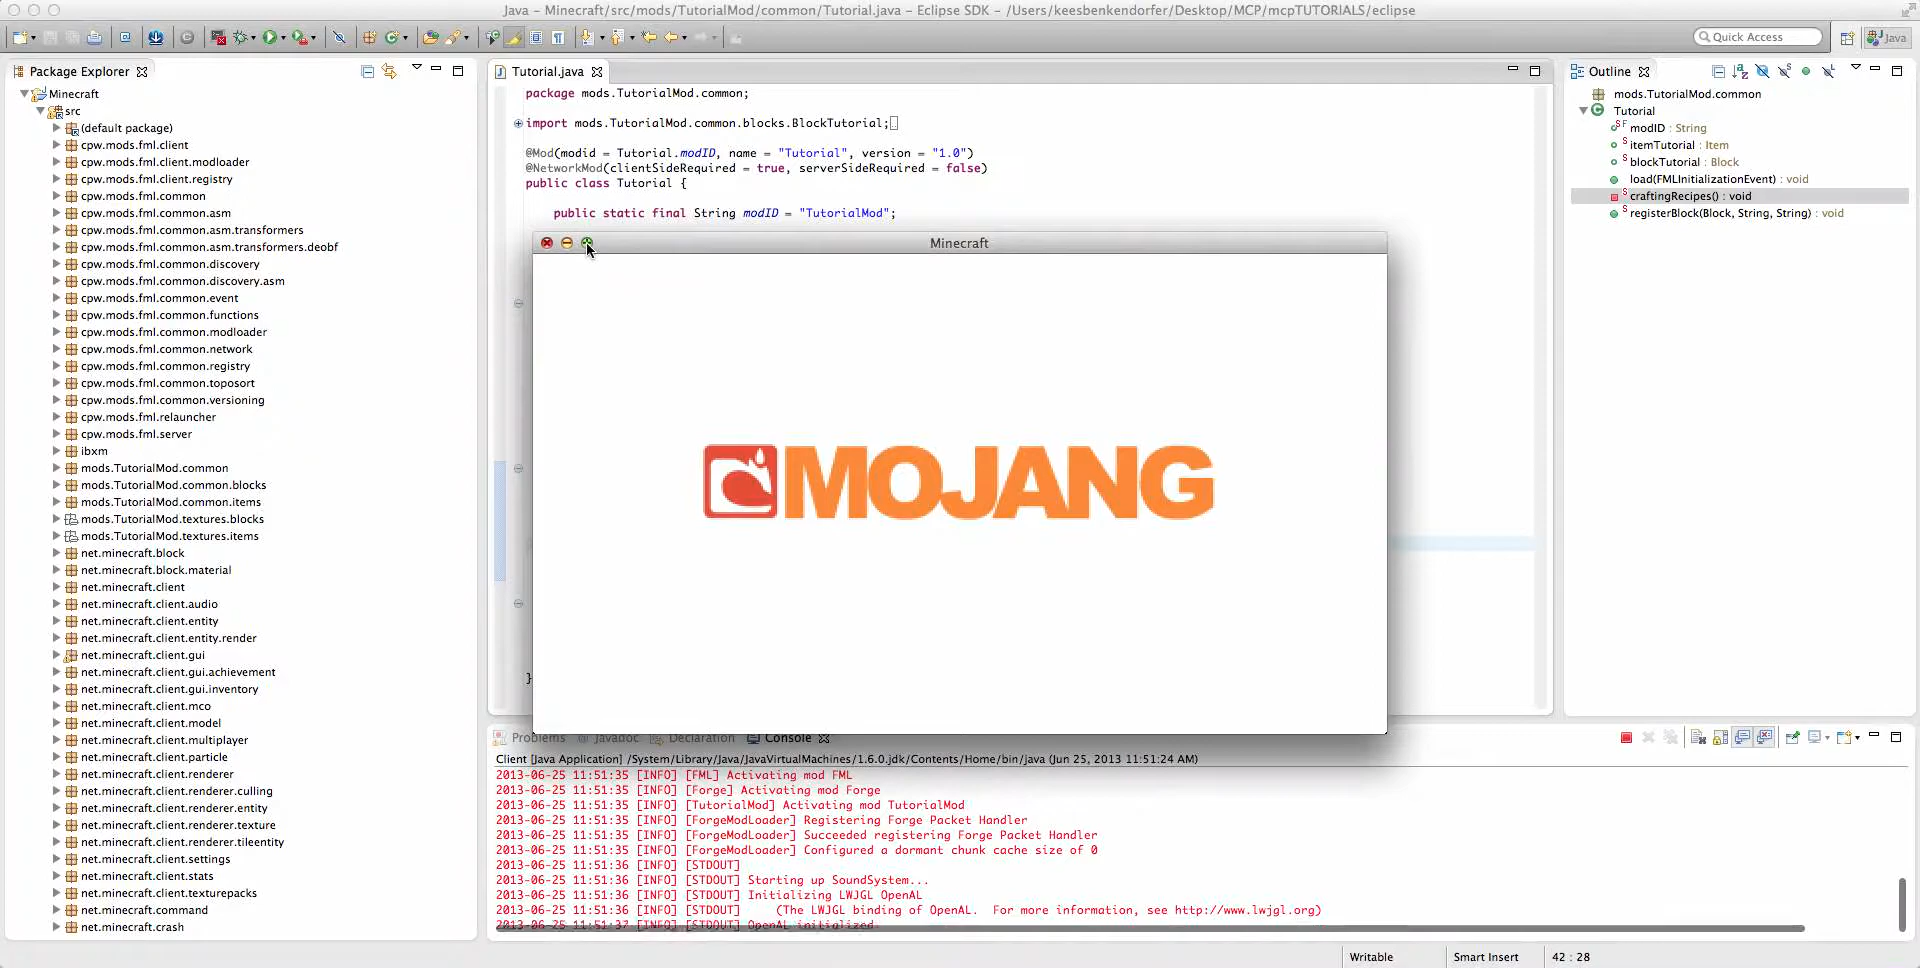 Java – Minecraft/src/mods/TutorialMod/common/Tutorial.java – Eclipse SDK – /Users/keesbenkendorfer/Desktop/MCP/mcpTUTORIALS/eclipse
Quick Access
Java
Package Explorer
Minecraft
src
(default package)
cpw.mods.fml.client
cpw.mods.fml.client.modloader
cpw.mods.fml.client.registry
cpw.mods.fml.common
cpw.mods.fml.common.asm
cpw.mods.fml.common.asm.transformers
cpw.mods.fml.common.asm.transformers.deobf
cpw.mods.fml.common.discovery
cpw.mods.fml.common.discovery.asm
cpw.mods.fml.common.event
cpw.mods.fml.common.functions
cpw.mods.fml.common.modloader
cpw.mods.fml.common.network
cpw.mods.fml.common.registry
cpw.mods.fml.common.toposort
cpw.mods.fml.common.versioning
cpw.mods.fml.relauncher
cpw.mods.fml.server
ibxm
mods.TutorialMod.common
mods.TutorialMod.common.blocks
mods.TutorialMod.common.items
mods.TutorialMod.textures.blocks
mods.TutorialMod.textures.items
net.minecraft.block
net.minecraft.block.material
net.minecraft.client
net.minecraft.client.audio
net.minecraft.client.entity
net.minecraft.client.entity.render
net.minecraft.client.gui
net.minecraft.client.gui.achievement
net.minecraft.client.gui.inventory
net.minecraft.client.mco
net.minecraft.client.model
net.minecraft.client.multiplayer
net.minecraft.client.particle
net.minecraft.client.renderer
net.minecraft.client.renderer.culling
net.minecraft.client.renderer.entity
net.minecraft.client.renderer.texture
net.minecraft.client.renderer.tileentity
net.minecraft.client.settings
net.minecraft.client.stats
net.minecraft.client.texturepacks
net.minecraft.command
net.minecraft.crash
Tutorial.java
package mods.TutorialMod.common;
import mods.TutorialMod.common.blocks.BlockTutorial;
@Mod(modid = Tutorial.modID, name = "Tutorial", version = "1.0")
@NetworkMod(clientSideRequired = true, serverSideRequired = false)
public class Tutorial {
public static final String modID = "TutorialMod";
}
Minecraft
MOJANG
Outline
mods.TutorialMod.common
Tutorial
modID : String
itemTutorial : Item
blockTutorial : Block
load(FMLInitializationEvent) : void
craftingRecipes() : void
registerBlock(Block, String, String) : void
Problems @ Javadoc Declaration Console
Client [Java Application] /System/Library/Java/JavaVirtualMachines/1.6.0.jdk/Contents/Home/bin/java (Jun 25, 2013 11:51:24 AM)
2013-06-25 11:51:35 [INFO] [FML] Activating mod FML
2013-06-25 11:51:35 [INFO] [Forge] Activating mod Forge
2013-06-25 11:51:35 [INFO] [TutorialMod] Activating mod TutorialMod
2013-06-25 11:51:35 [INFO] [ForgeModLoader] Registering Forge Packet Handler
2013-06-25 11:51:35 [INFO] [ForgeModLoader] Succeeded registering Forge Packet Handler
2013-06-25 11:51:35 [INFO] [ForgeModLoader] Configured a dormant chunk cache size of 0
2013-06-25 11:51:36 [INFO] [STDOUT]
2013-06-25 11:51:36 [INFO] [STDOUT] Starting up SoundSystem...
2013-06-25 11:51:36 [INFO] [STDOUT] Initializing LWJGL OpenAL
2013-06-25 11:51:36 [INFO] [STDOUT] (The LWJGL binding of OpenAL. For more information, see http://www.lwjgl.org)
2013-06-25 11:51:37 [INFO] [STDOUT] OpenAL initialized
Writable
Smart Insert
42 : 28